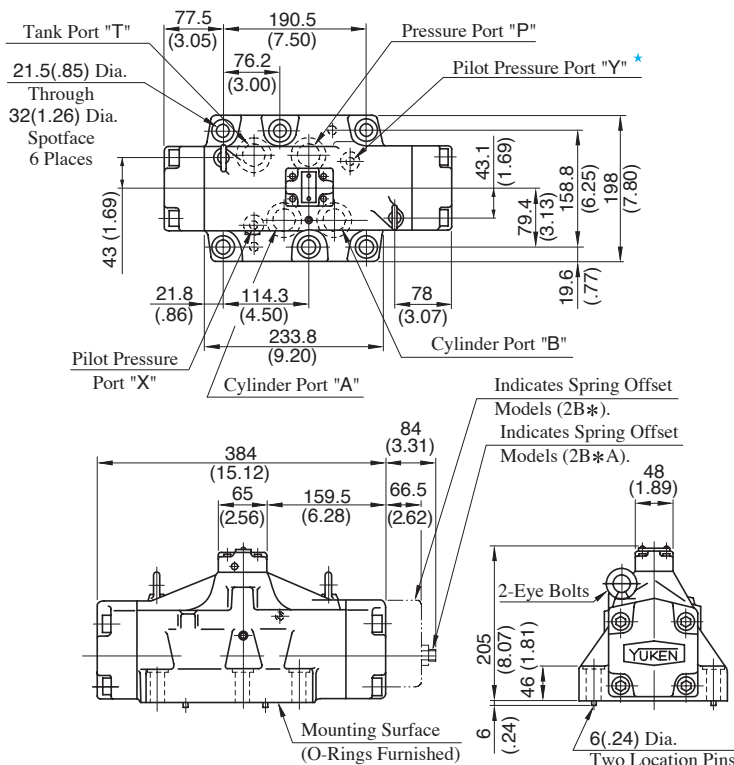 77.5
(3.05)
190.5
(7.50)
Tank Port "T"
Pressure Port "P"
76.2
(3.00)
Pilot Pressure Port "Y" ★
21.5(.85) Dia.
Through
32(1.26) Dia.
Spotface
6 Places
43 (1.69)
43.1
(1.69)
79.4
(3.13)
158.8
(6.25)
198
(7.80)
19.6
(.77)
21.8
(.86)
114.3
(4.50)
78
(3.07)
233.8
(9.20)
Pilot Pressure
Port "X"
Cylinder Port "A"
Cylinder Port "B"
Indicates Spring Offset
Models (2B∗).
Indicates Spring Offset
Models (2B∗A).
384
(15.12)
84
(3.31)
65
(2.56)
159.5
(6.28)
66.5
(2.62)
48
(1.89)
2-Eye Bolts
YUKEN
205
(8.07)
46 (1.81)
6
(.24)
Mounting Surface
(O-Rings Furnished)
6(.24) Dia.
Two Location Pins